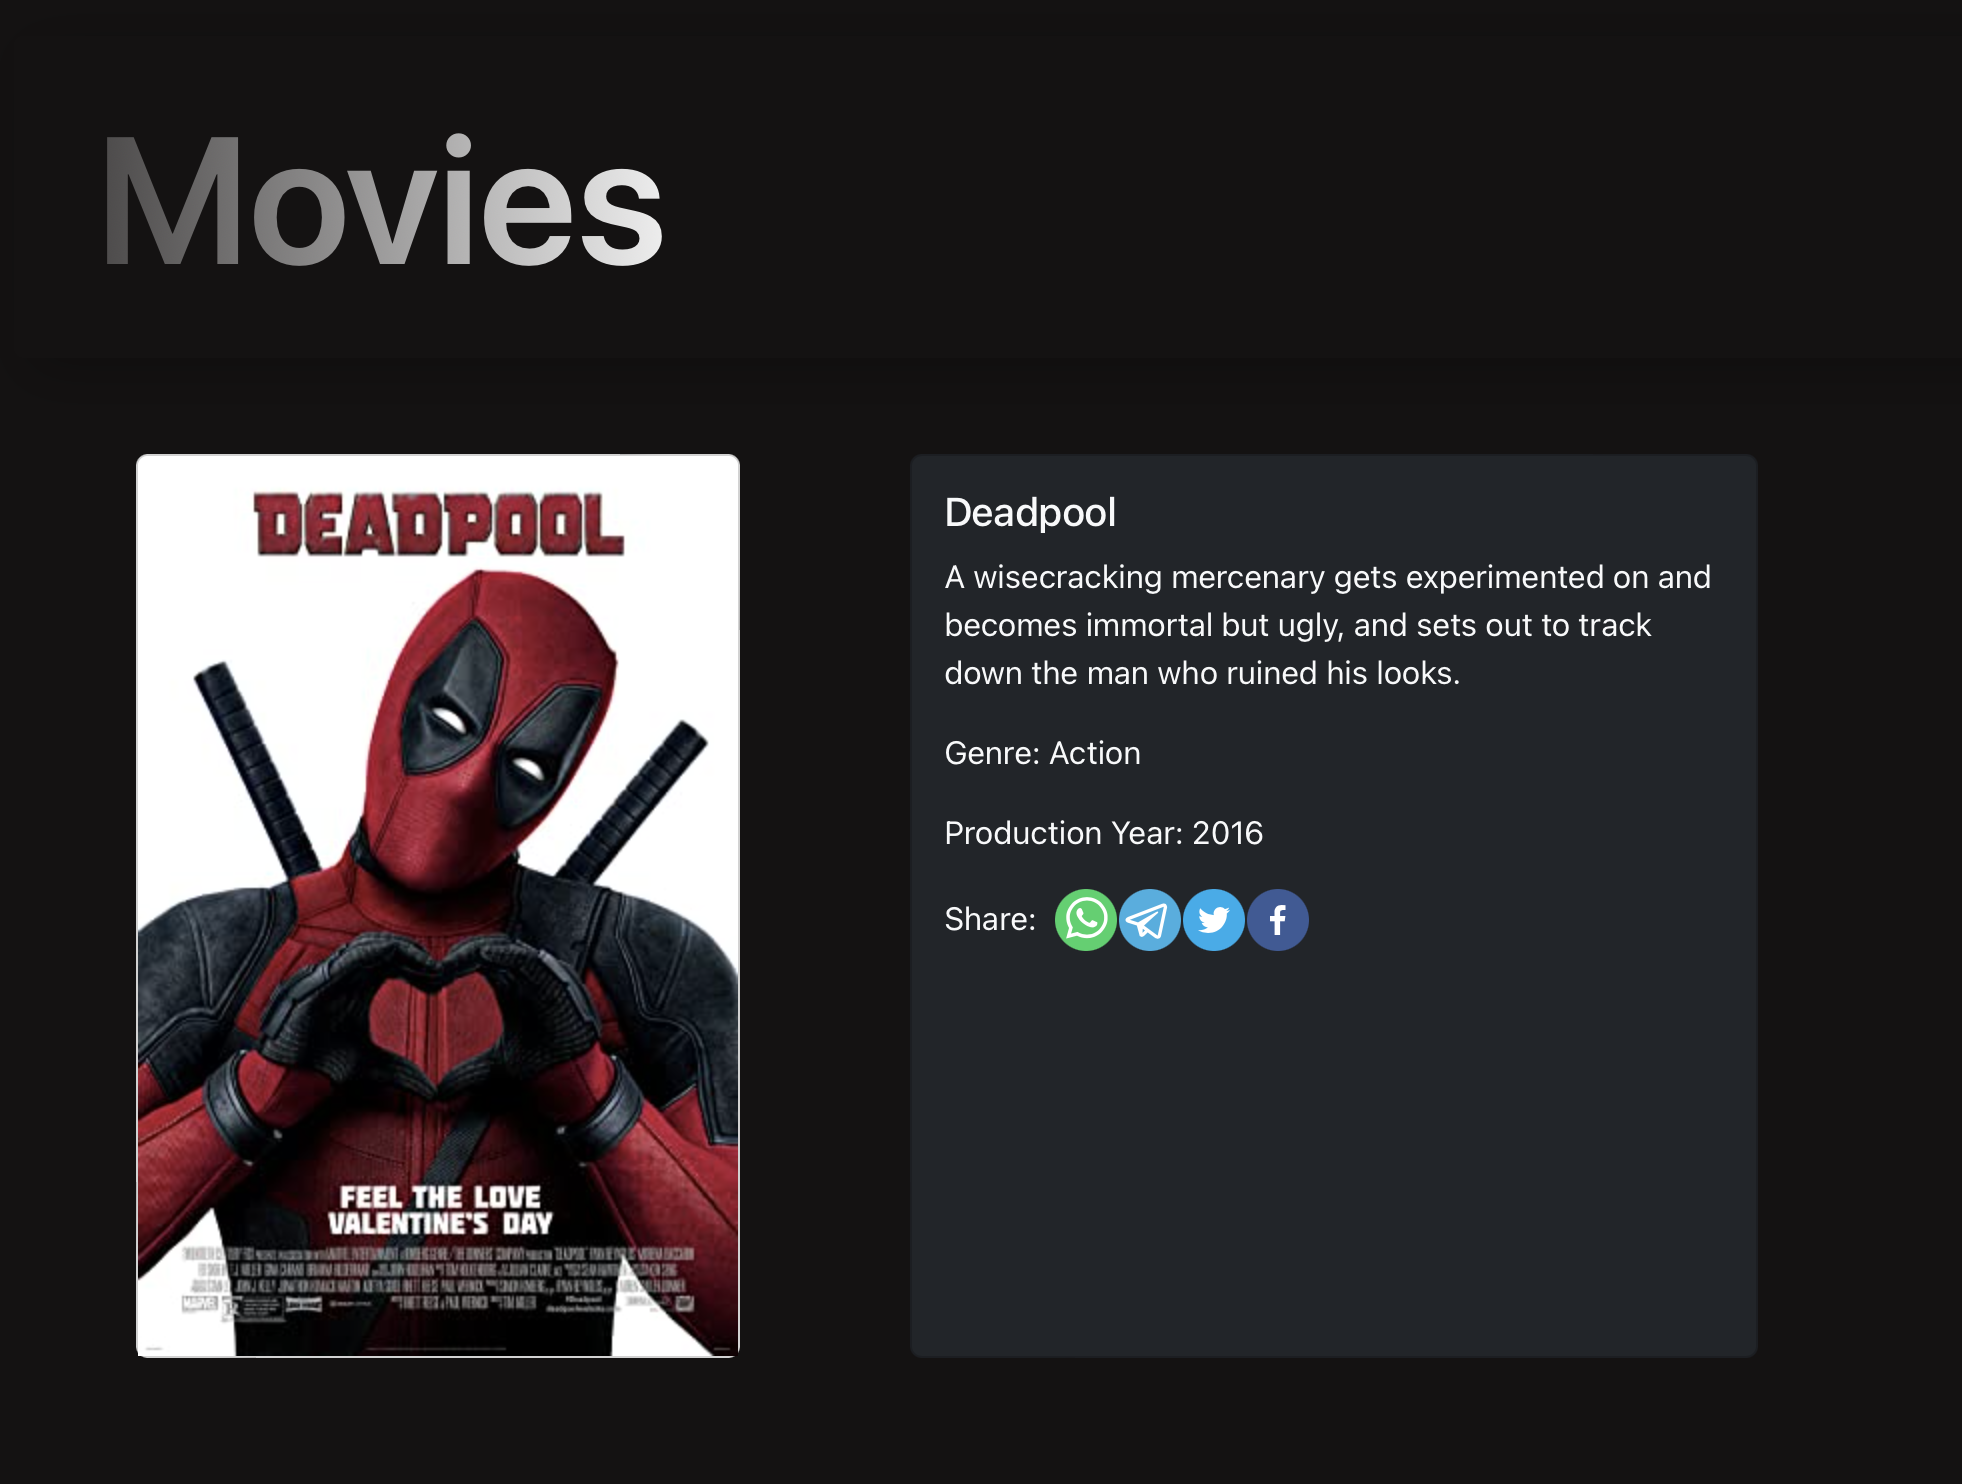 Movies
DEADPOOL
FEEL THE LOVE
VALENTINE'S DAY
Deadpool
A wisecracking mercenary gets experimented on and
becomes immortal but ugly, and sets out to track
down the man who ruined his looks.
Genre: Action
Production Year: 2016
Share: